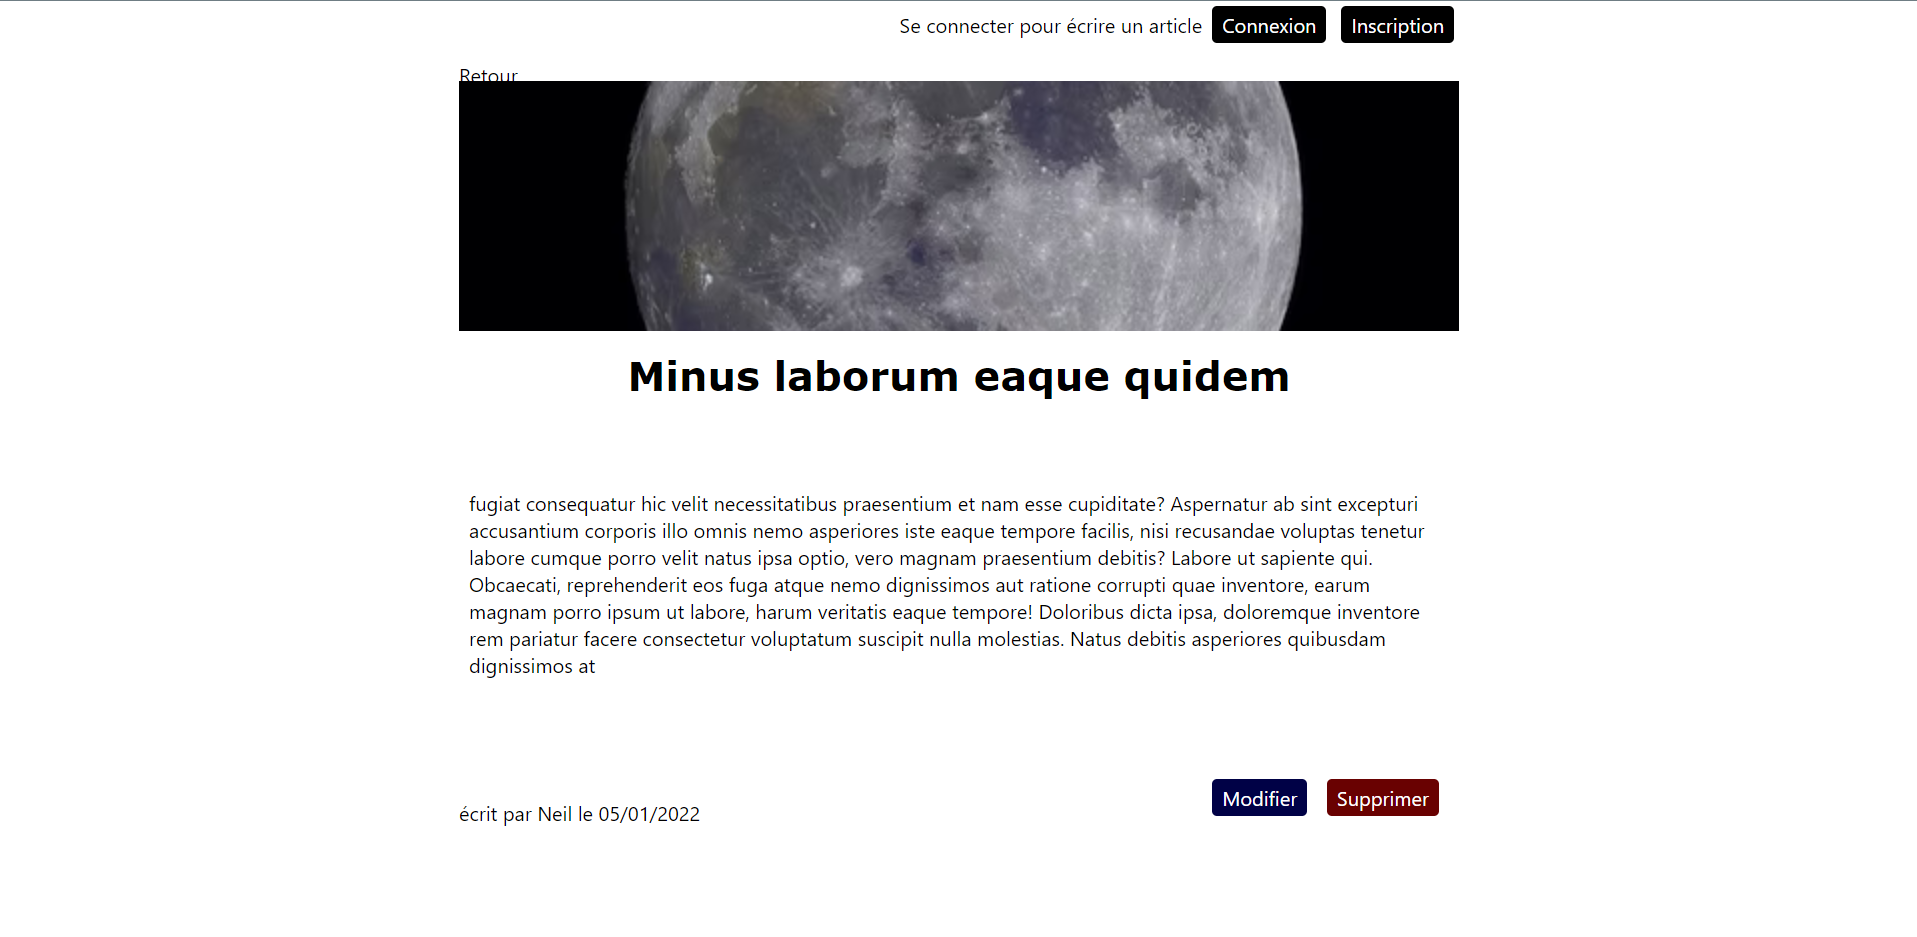 Se connecter pour écrire un article Connexion Inscription
Retour
Minus laborum eaque quidem
fugiat consequatur hic velit necessitatibus praesentium et nam esse cupiditate? Aspernatur ab sint excepturi
accusantium corporis illo omnis nemo asperiores iste eaque tempore facilis, nisi recusandae voluptas tenetur
labore cumque porro velit natus ipsa optio, vero magnam praesentium debitis? Labore ut sapiente qui.
Obcaecati, reprehenderit eos fuga atque nemo dignissimos aut ratione corrupti quae inventore, earum
magnam porro ipsum ut labore, harum veritatis eaque tempore! Doloribus dicta ipsa, doloremque inventore
rem pariatur facere consectetur voluptatum suscipit nulla molestias. Natus debitis asperiores quibusdam
dignissimos at
Modifier Supprimer
écrit par Neil le 05/01/2022